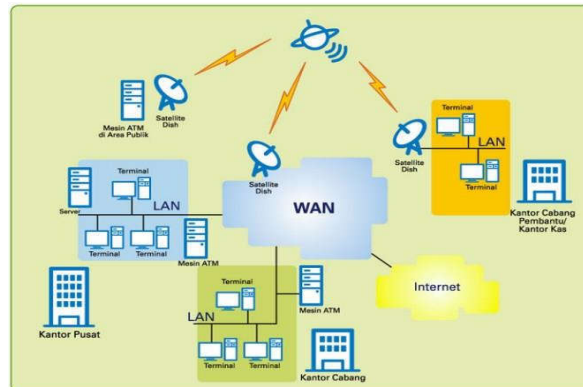 Mesin ATM
di Area Publik
Satellite
Dish
Satellite
Dish
Terminal
LAN
Terminal
Satellite
Dish
Kantor Cabang
Pembantu/
Kantor Kas
Terminal
Server
LAN
Terminal
Terminal
Mesin ATM
WAN
Internet
Kantor Pusat
Terminal
Mesin ATM
LAN
Terminal
Terminal
Kantor Cabang